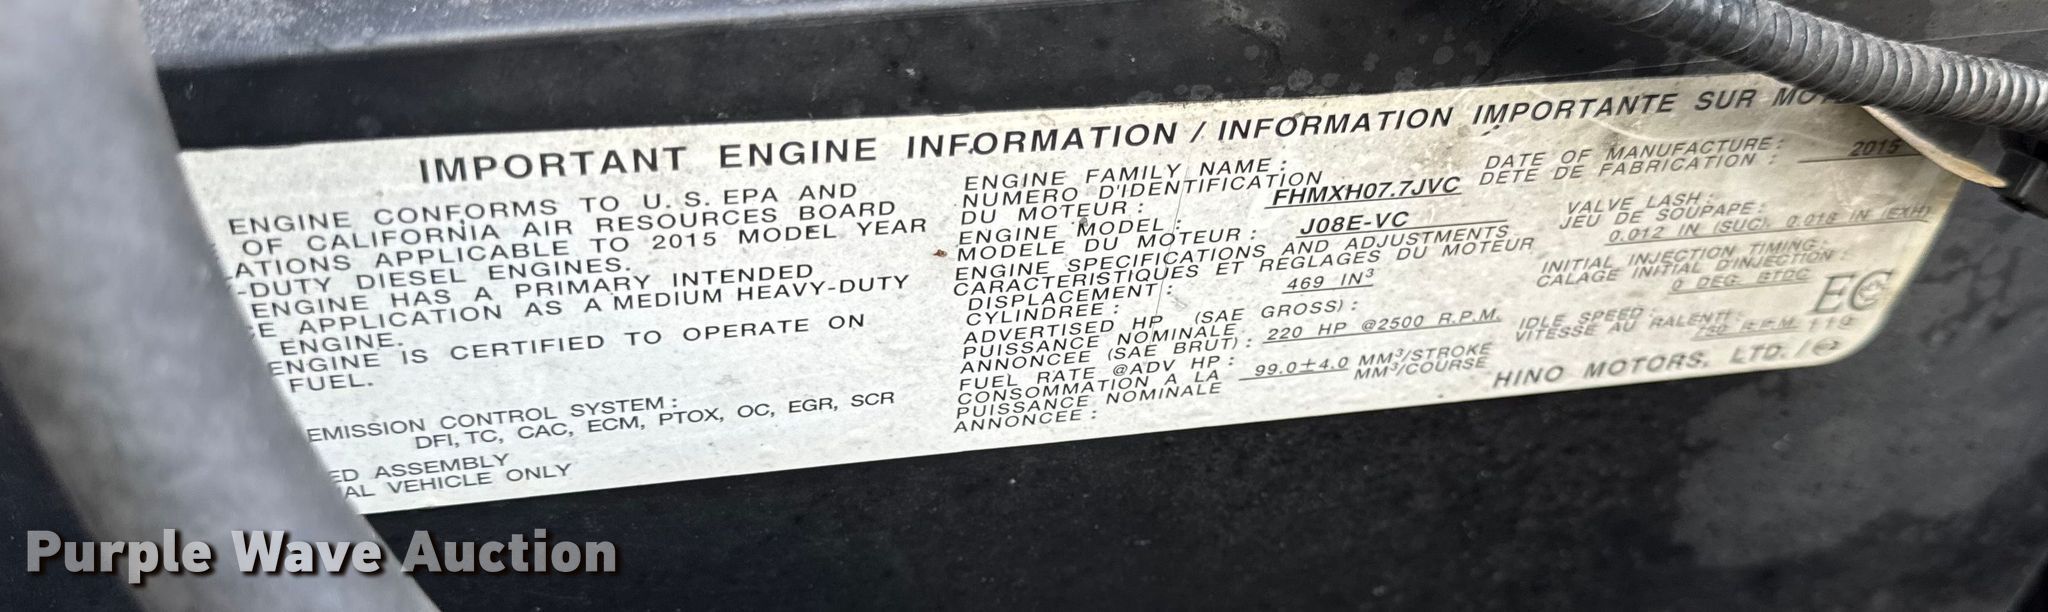 IMPORTANT ENGINE INFORMATION / INFORMATION IMPORTANTE SUR
ENGINE CONFORMS TO U. S. EPA AND
OF CALIFORNIA AIR RESOURCES BOARD
ATIONS APPLICABLE TO 2015 MODEL YEAR
-DUTY DIESEL ENGINES.
ENGINE HAS A PRIMARY INTENDED
E APPLICATION AS A MEDIUM HEAVY-DUTY
ENGINE.
ENGINE IS CERTIFIED TO OPERATE ON
FUEL.
EMISSION CONTROL SYSTEM:
DFI, TC, CAC, ECM, PTOX, OC, EGR, SCR
ED ASSEMBLY
AL VEHICLE ONLY
ENGINE FAMILY NAME:
NUMERO D'IDENTIFICATION
DU MOTEUR: FHMXH07.7JVC
ENGINE MODEL:
MODELE DU MOTEUR: J08E-VC
ENGINE SPECIFICATIONS AND ADJUSTMENTS
CARACTERISTIQUES ET REGLAGES DU MOTEUR
DISPLACEMENT: 469 IN³
CYLINDREE:
ADVERTISED HP (SAE GROSS):
PUISSANCE NOMINALE
ANNONCEE (SAE BRUT): 220 HP @2500 R.P.M.
FUEL RATE @ADV HP: 99.0±4.0 MM³/STROKE
CONSOMMATION A LA MM³/COURSE
PUISSANCE NOMINALE
ANNONCEE:
DATE OF MANUFACTURE: 2015
DETE DE FABRICATION:
VALVE LASH:
JEU DE SOUPAPE:
0.012 IN (SUC), 0.018 IN (EXH)
INITIAL INJECTION TIMING:
CALAGE INITIAL D'INJECTION:
0 DEG. BTDC
EC
IDLE SPEED:
VITESSE AU RALENTI:
R.P.M.
HINO MOTORS, LTD.
Purple Wave Auction